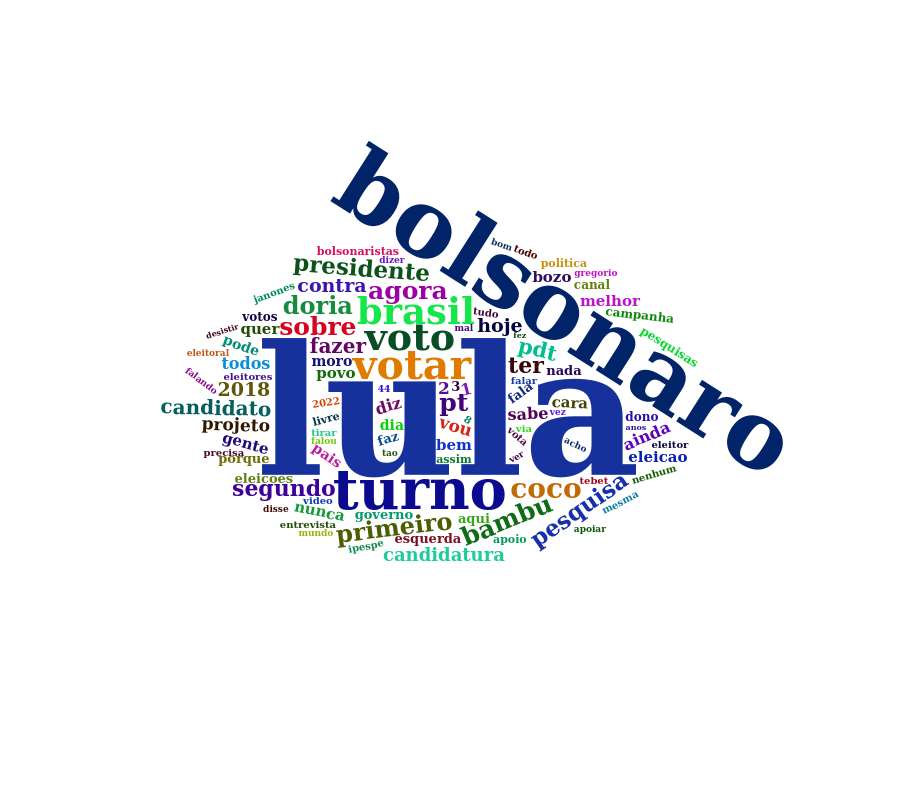 bolsonaro
bom
todo
bolsonaristas
dizer
politica
presidente
bozo
gregorio
contra
agora
canal
janones
melhor
doria
brasil
tudo
campanha
votos
desistir
quer
sobre
voto
mal
hoje
fez
pesquisas
pode
fazer
pdt
eleitoral
todos
moro
votar
ter
nada
falando
eleitores
povo
falar
2018
44
2
3
1
fala
lula
candidato
2022
diz
pt
cara
projeto
livre
dia
8
vou
sabe
vez
dono
gente
tirar
falou
faz
bem
via
vota
acho
anos
ainda
eleitor
precisa
porque
pais
tao
assim
ver
eleicao
eleicoes
segundo
turno
coco
tebet
pesquisa
nenhum
video
disse
nunca
governo
aqui
bambu
mesma
entrevista
mundo
primeiro
esquerda
apoio
apoiar
ipespe
candidatura